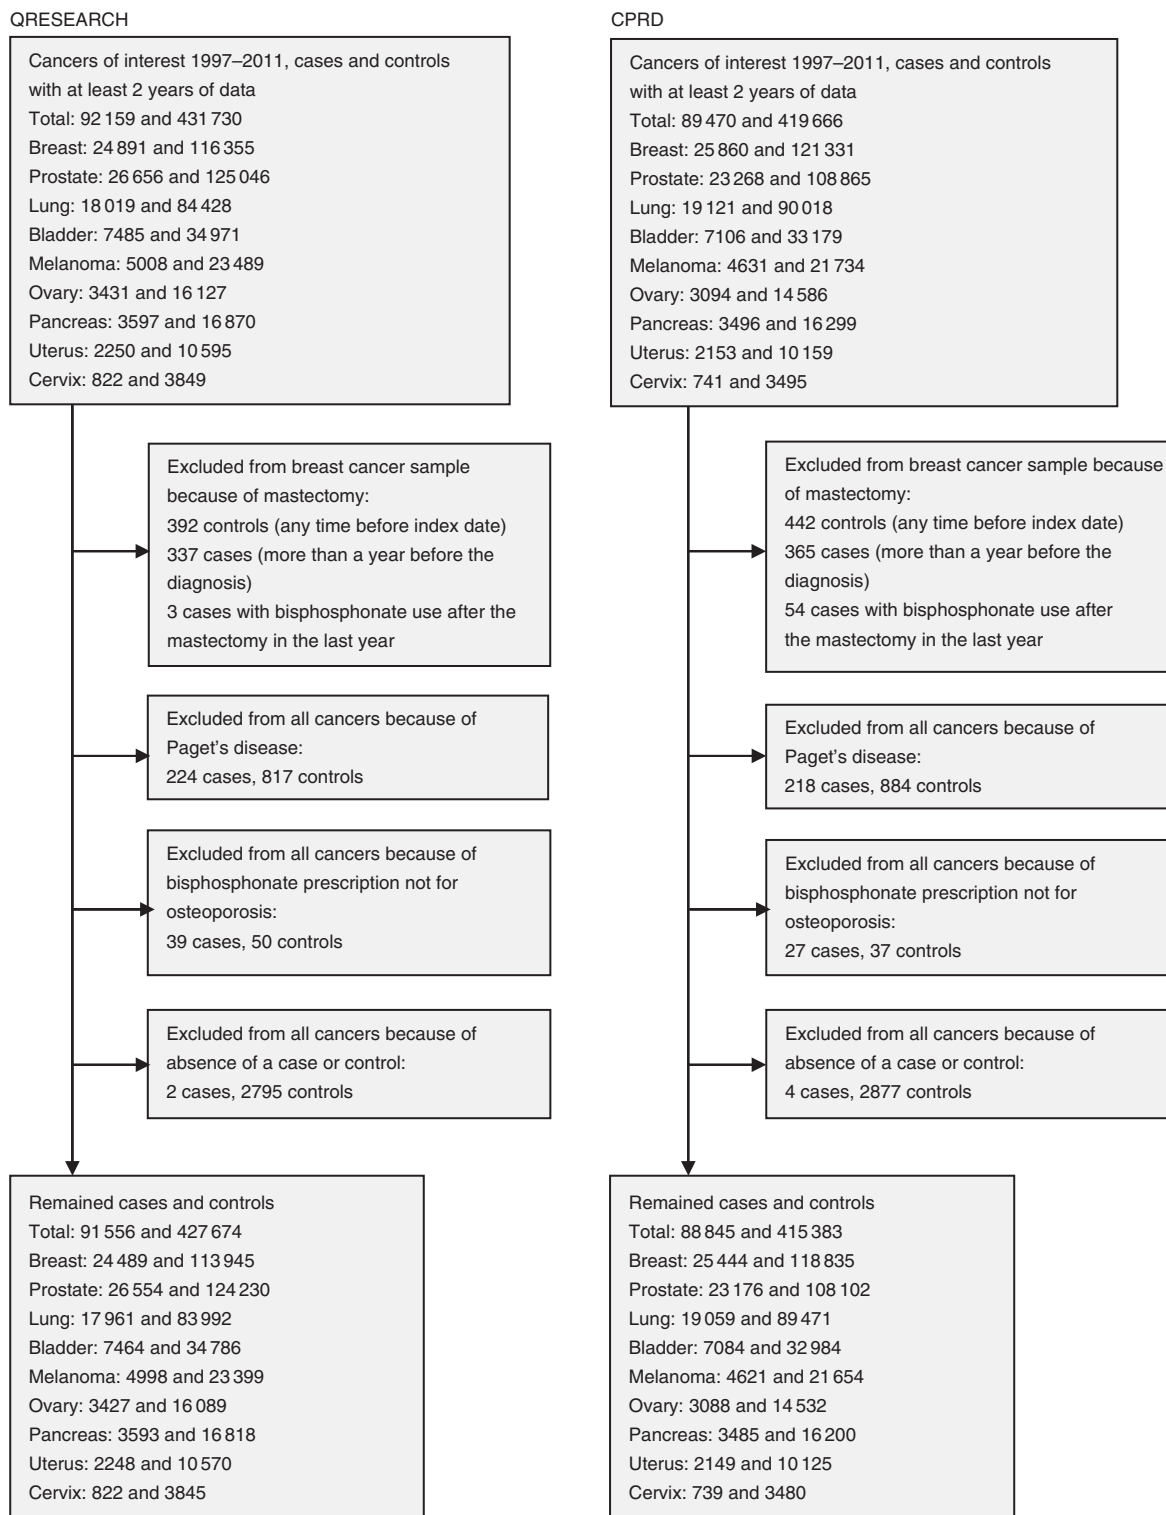 QRESEARCH
Cancers of interest 1997–2011, cases and controls
with at least 2 years of data
Total: 92 159 and 431 730
Breast: 24 891 and 116 355
Prostate: 26 656 and 125 046
Lung: 18 019 and 84 428
Bladder: 7485 and 34 971
Melanoma: 5008 and 23 489
Ovary: 3431 and 16 127
Pancreas: 3597 and 16 870
Uterus: 2250 and 10 595
Cervix: 822 and 3849
Excluded from breast cancer sample
because of mastectomy:
392 controls (any time before index date)
337 cases (more than a year before the
diagnosis)
3 cases with bisphosphonate use after the
mastectomy in the last year
Excluded from all cancers because of
Paget's disease:
224 cases, 817 controls
Excluded from all cancers because of
bisphosphonate prescription not for
osteoporosis:
39 cases, 50 controls
Excluded from all cancers because of
absence of a case or control:
2 cases, 2795 controls
Remained cases and controls
Total: 91 556 and 427 674
Breast: 24 489 and 113 945
Prostate: 26 554 and 124 230
Lung: 17 961 and 83 992
Bladder: 7464 and 34 786
Melanoma: 4998 and 23 399
Ovary: 3427 and 16 089
Pancreas: 3593 and 16 818
Uterus: 2248 and 10 570
Cervix: 822 and 3845
CPRD
Cancers of interest 1997–2011, cases and controls
with at least 2 years of data
Total: 89 470 and 419 666
Breast: 25 860 and 121 331
Prostate: 23 268 and 108 865
Lung: 19 121 and 90 018
Bladder: 7106 and 33 179
Melanoma: 4631 and 21 734
Ovary: 3094 and 14 586
Pancreas: 3496 and 16 299
Uterus: 2153 and 10 159
Cervix: 741 and 3495
Excluded from breast cancer sample because
of mastectomy:
442 controls (any time before index date)
365 cases (more than a year before the
diagnosis)
54 cases with bisphosphonate use after
the mastectomy in the last year
Excluded from all cancers because of
Paget's disease:
218 cases, 884 controls
Excluded from all cancers because of
bisphosphonate prescription not for
osteoporosis:
27 cases, 37 controls
Excluded from all cancers because of
absence of a case or control:
4 cases, 2877 controls
Remained cases and controls
Total: 88 845 and 415 383
Breast: 25 444 and 118 835
Prostate: 23 176 and 108 102
Lung: 19 059 and 89 471
Bladder: 7084 and 32 984
Melanoma: 4621 and 21 654
Ovary: 3088 and 14 532
Pancreas: 3485 and 16 200
Uterus: 2149 and 10 125
Cervix: 739 and 3480